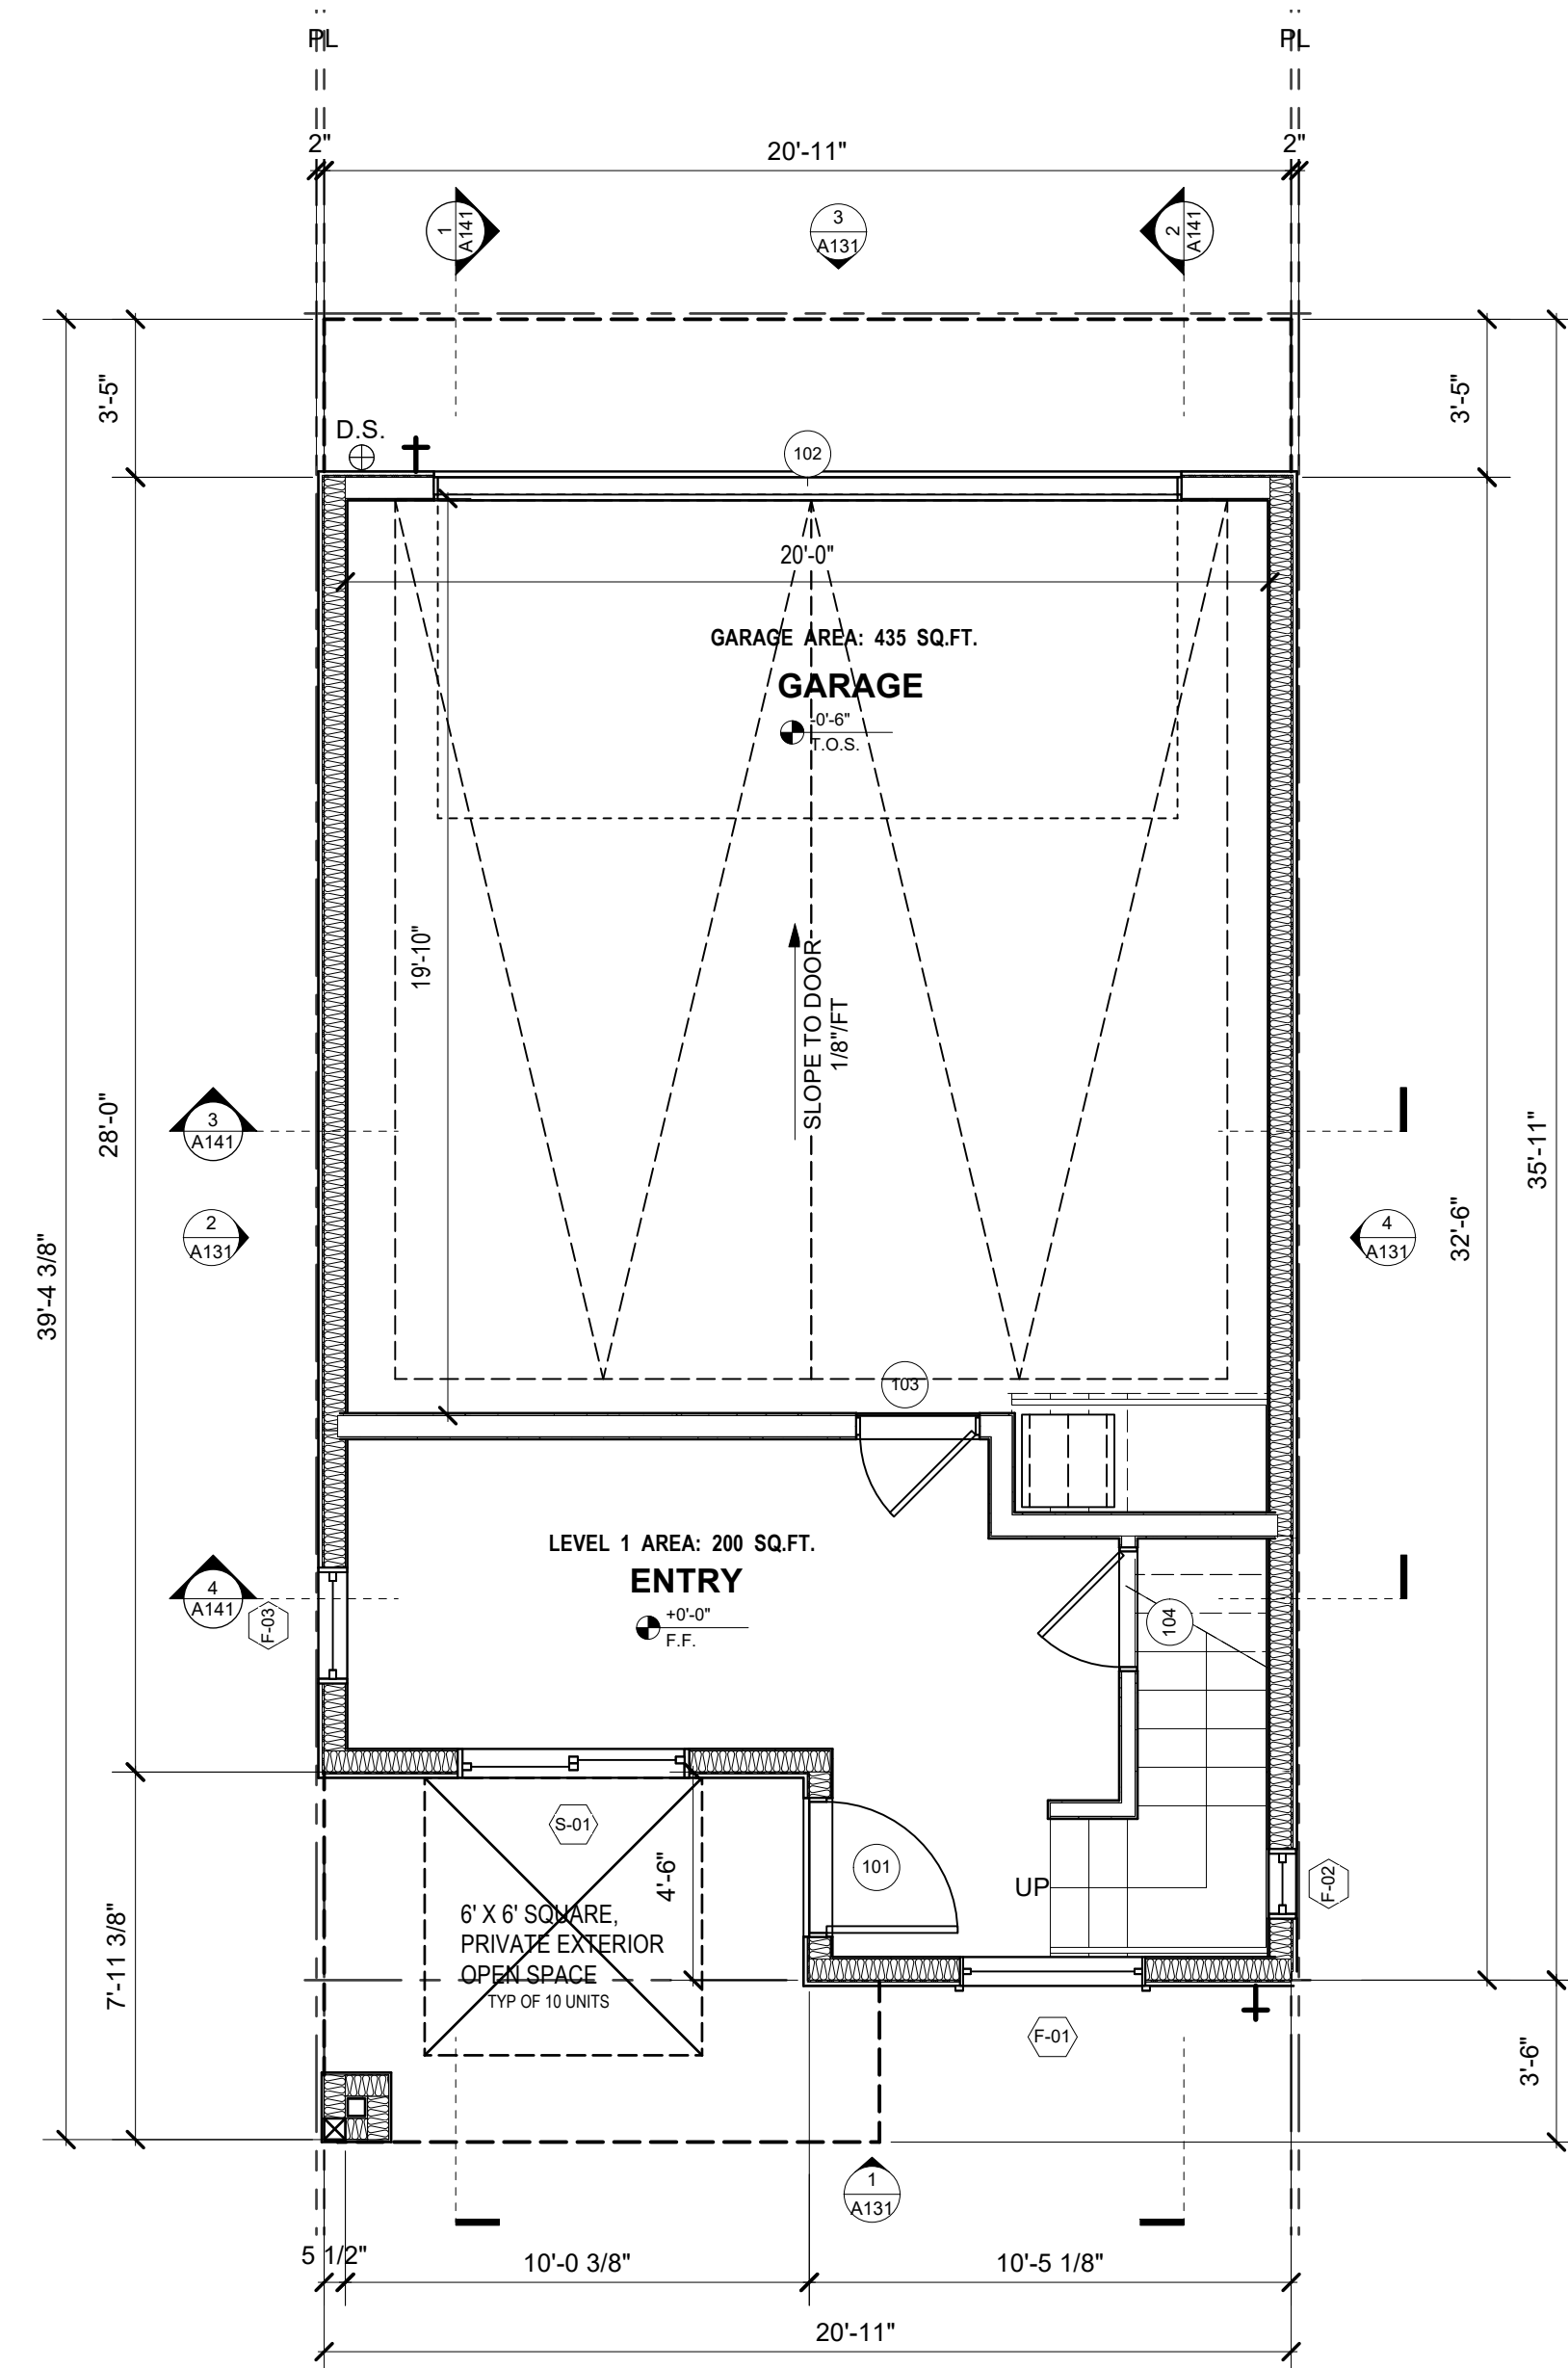 PL PL
2" 20'-11" 2"
1
A141
3
A131
2
A141
3'-5"
3'-5"
D.S.
102
20'-0"
GARAGE AREA: 435 SQ.FT.
GARAGE
-0'-6"
T.O.S.
19'-10"
SLOPE TO DOOR
1/8"/FT
28'-0"
3
A141
2
A131
4
A131
39'-4 3/8"
32'-6"
35'-11"
103
LEVEL 1 AREA: 200 SQ.FT.
ENTRY
+0'-0"
F.F.
4
A141
F-03
104
S-01
4'-6"
101
UP
F-02
6' X 6' SQUARE,
PRIVATE EXTERIOR
OPEN SPACE
TYP OF 10 UNITS
7'-11 3/8"
F-01
3'-6"
1
A131
5 1/2" 10'-0 3/8" 10'-5 1/8"
20'-11"